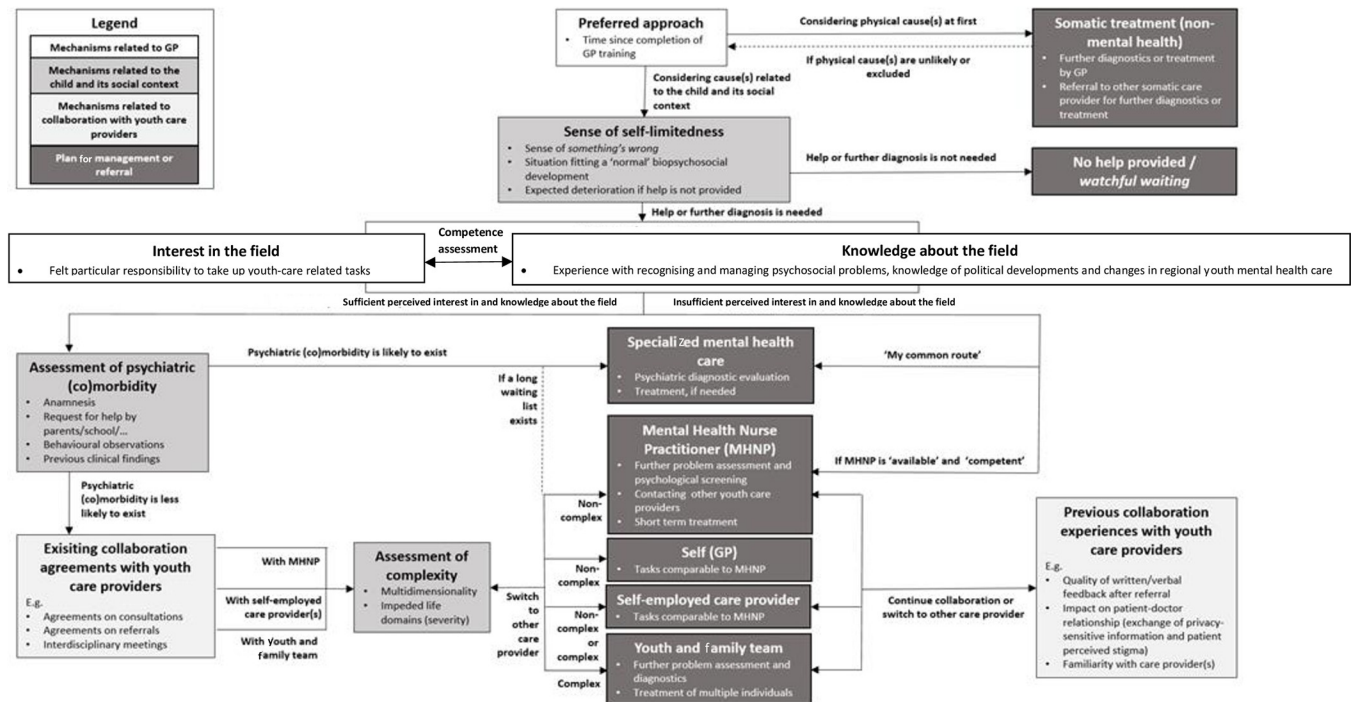 Legend
Mechanisms related to GP
Mechanisms related to the
child and its social context
Mechanisms related to
collaboration with youth care
providers
Plan for management or
referral
Preferred approach
• Time since completion of
GP training
Considering physical cause(s) at first
If physical cause(s) are unlikely or
excluded
Somatic treatment (non-
mental health)
• Further diagnostics or treatment
by GP
• Referral to other somatic care
provider for further diagnostics or
treatment
Considering cause(s) related
to the child and its social
context
Sense of self-limitedness
• Sense of something's wrong
• Situation fitting a 'normal' biopsychosocial
development
• Expected deterioration if help is not provided
Help or further diagnosis is not needed
No help provided /
watchful waiting
Help or further diagnosis is needed
Interest in the field
• Felt particular responsibility to take up youth-care related tasks
Competence
assessment
Knowledge about the field
• Experience with recognising and managing psychosocial problems, knowledge of political developments and changes in regional youth mental health care
Sufficient perceived interest in and knowledge about the field
Insufficient perceived interest in and knowledge about the field
Assessment of psychiatric
(co)morbidity
• Anamnesis
• Request for help by
parents/school/...
• Behavioural observations
• Previous clinical findings
Psychiatric (co)morbidity is likely to exist
If a long
waiting
list
exists
Specialized mental health
care
• Psychiatric diagnostic evaluation
• Treatment, if needed
'My common route'
Mental Health Nurse
Practitioner (MHNP)
• Further problem assessment and
psychological screening
• Contacting other youth care
providers
• Short term treatment
If MHNP is 'available' and 'competent'
Psychiatric
(co)morbidity is less
likely to exist
Exisiting collaboration
agreements with youth
care providers
E.g.
• Agreements on consultations
• Agreements on referrals
• Interdisciplinary meetings
With MHNP
With self-employed
care provider(s)
With youth and
family team
Assessment of
complexity
• Multidimensionality
• Impeded life
domains (severity)
Switch
to
other
care
provider
Non-
complex
Non-
complex
Non-
complex
or
complex
Complex
Self (GP)
• Tasks comparable to MHNP
Self-employed care provider
• Tasks comparable to MHNP
Youth and family team
• Further problem assessment and
diagnostics
• Treatment of multiple individuals
Continue collaboration or
switch to other care provider
Previous collaboration
experiences with youth
care providers
E.g.
• Quality of written/verbal
feedback after referral
• Impact on patient-doctor
relationship (exchange of privacy-
sensitive information and patient
perceived stigma)
• Familiarity with care provider(s)